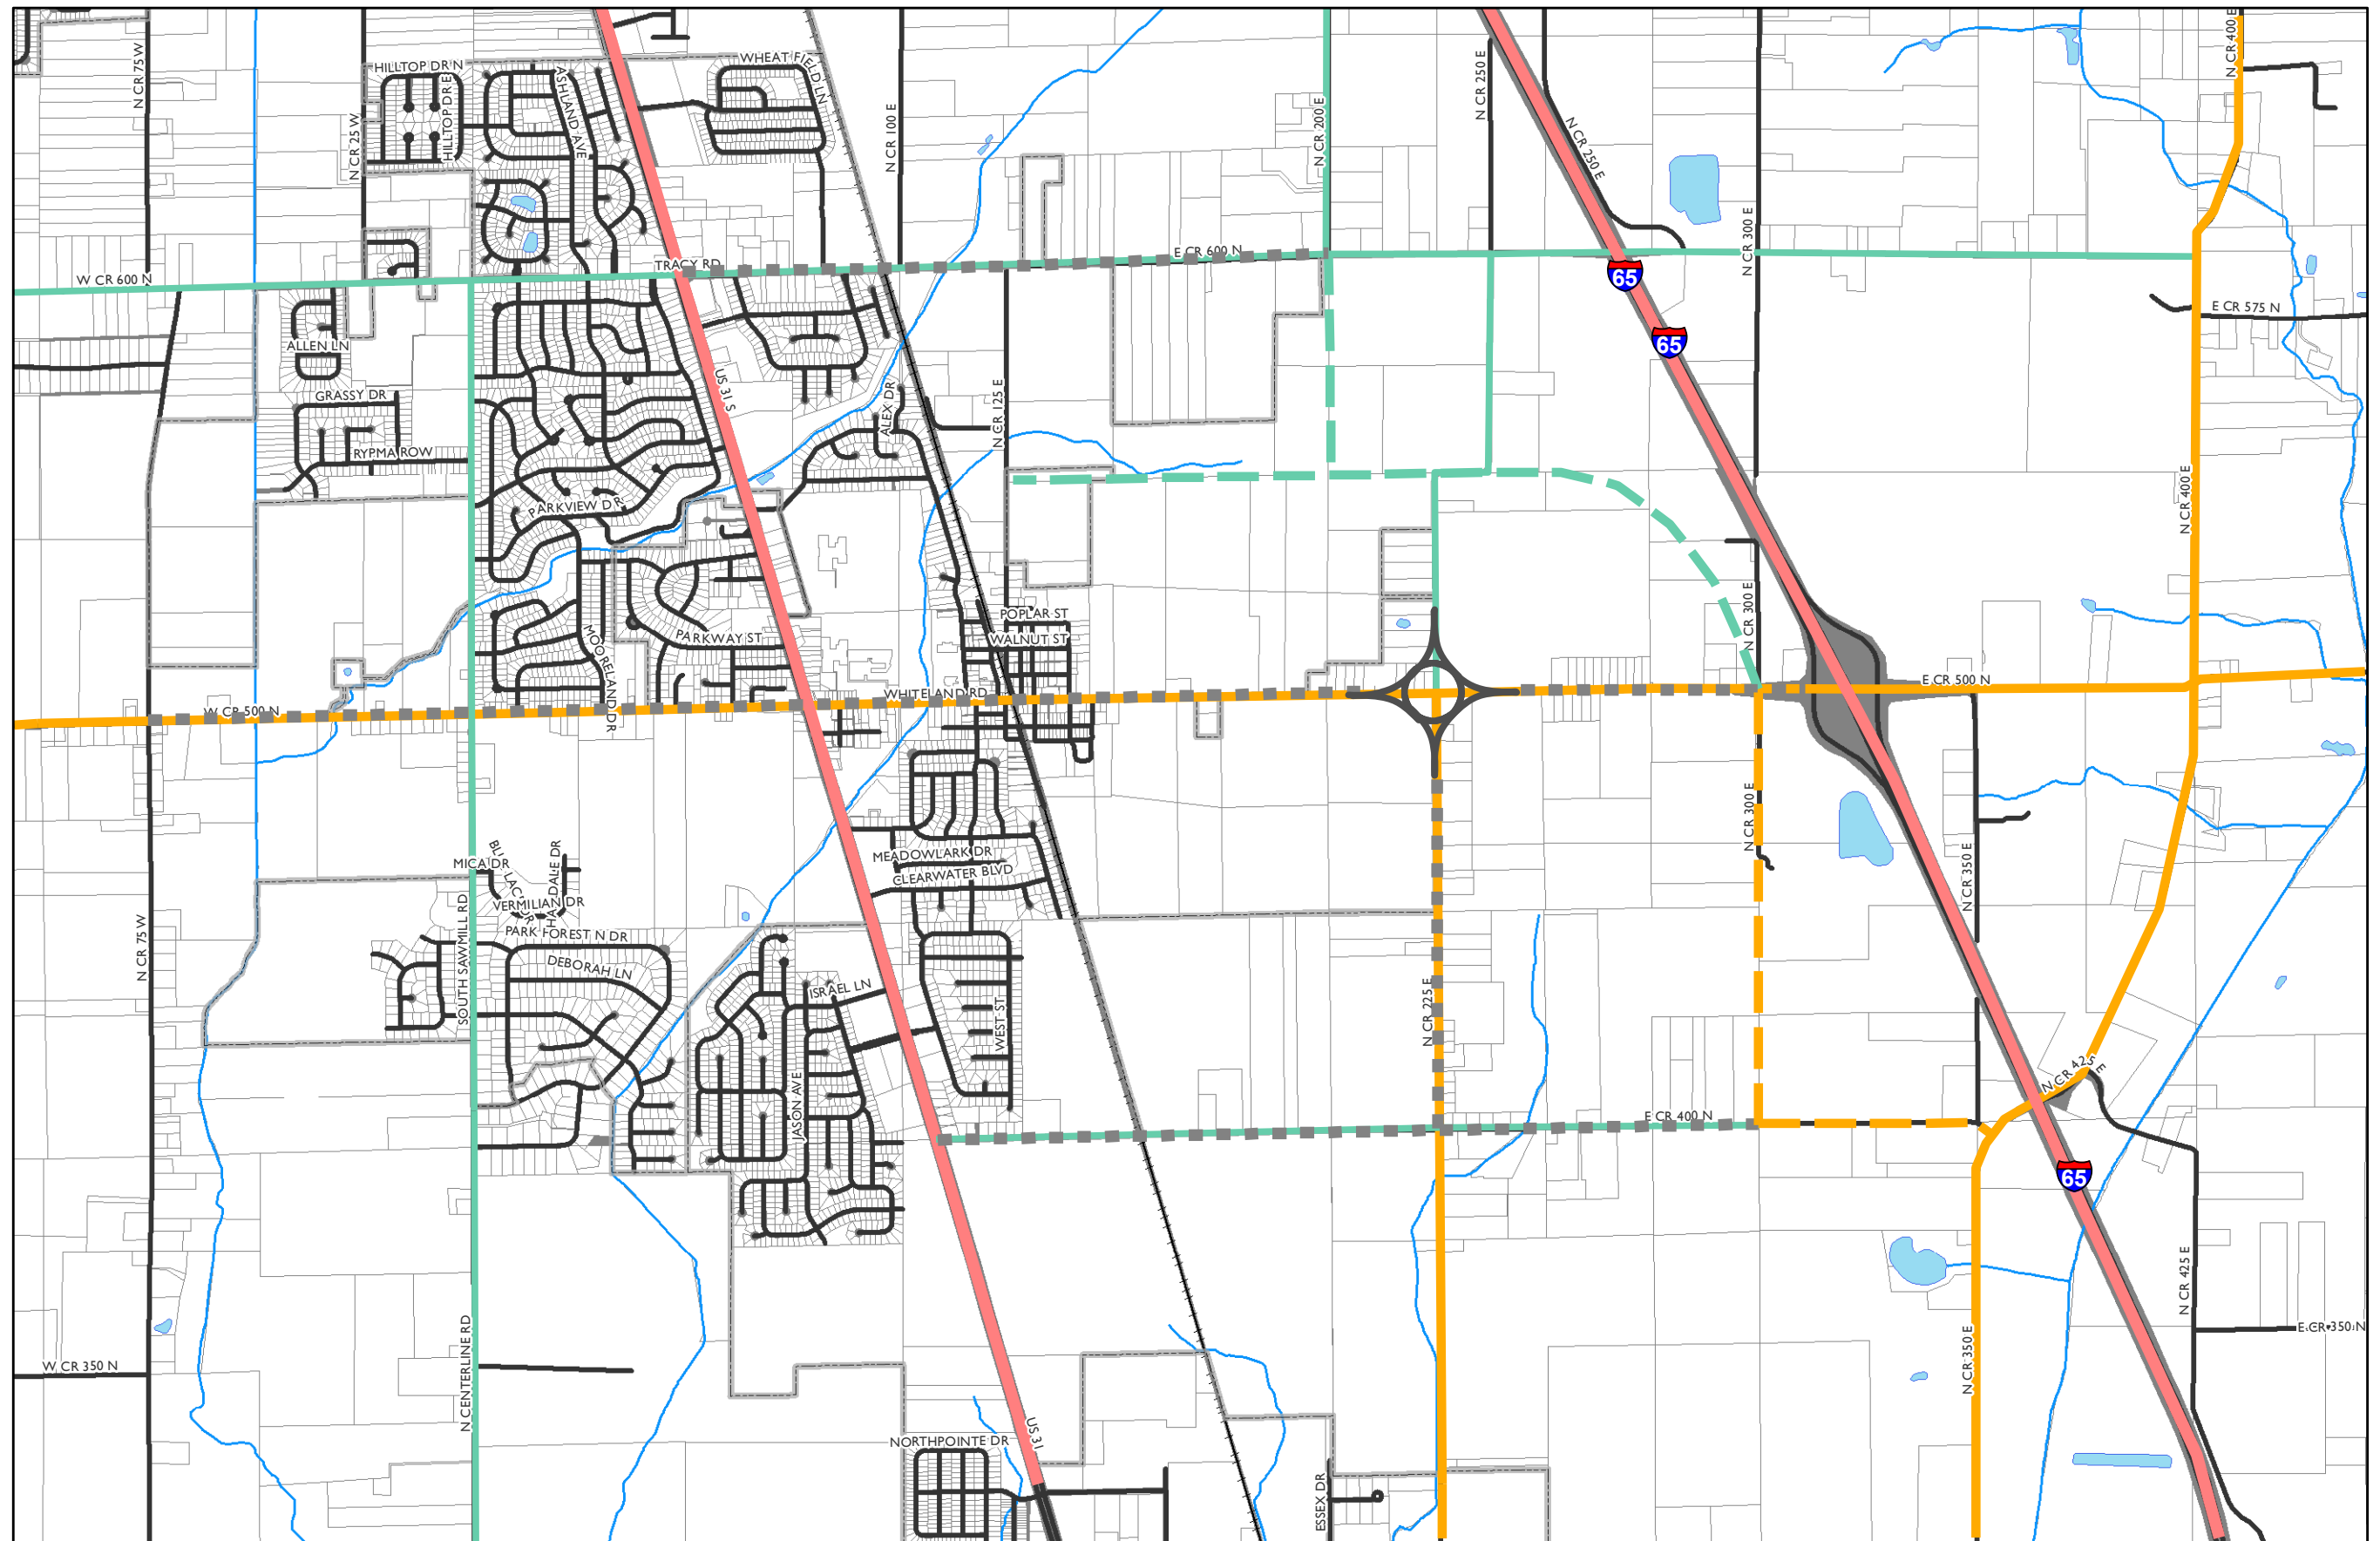 N CR 75 W
HILLTOP DR N
HILLTOP DR E
ASHLAND AVE
WHEAT FIELD LN
N CR 25 W
N CR 100 E
N CR 200 E
N CR 250 E
N CR 250 E
N CR 400 E
N CR 300 E
W CR 600 N
TRACY RD
E CR 600 N
65
65
E CR 575 N
ALLEN LN
GRASSY DR
RYPMA ROW
US 31 S
ALEX DR
N CR 125 E
PARKVIEW DR
N CR 400 E
POPLAR ST
WALNUT ST
PARKWAY ST
MORELAND DR
N CR 300 E
W CR 500 N
WHITELAND RD
E CR 500 N
N CR 300 E
MICA DR
VERMILIAN DR
MEADOWLARK DR
CLEARWATER BLVD
N CR 350 E
N CR 75 W
SOUTH SAWMILL RD
PARK FOREST N DR
DEBORAH LN
ISRAEL LN
WEST ST
N CR 225 E
JASON AVE
N CR 425 E
E CR 400 N
65
N CR 425 E
W CR 350 N
N CENTERLINE RD
E CR 350 N
N CR 350 E
NORTHPOINTE DR
US 31
ESSEX DR